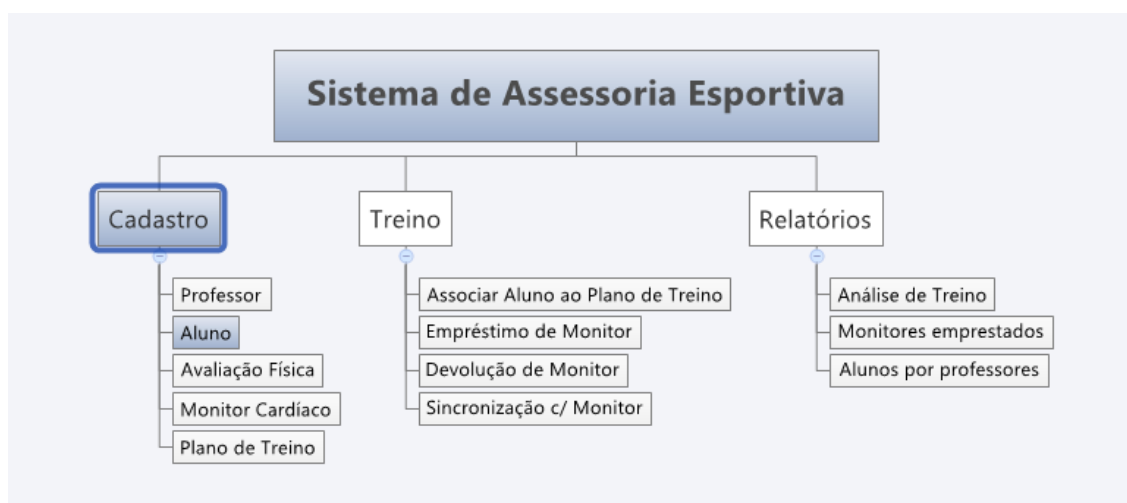 Sistema de Assessoria Esportiva
Cadastro
Professor
Aluno
Avaliação Física
Monitor Cardíaco
Plano de Treino
Treino
Associar Aluno ao Plano de Treino
Empréstimo de Monitor
Devolução de Monitor
Sincronização c/ Monitor
Relatórios
Análise de Treino
Monitores emprestados
Alunos por professores